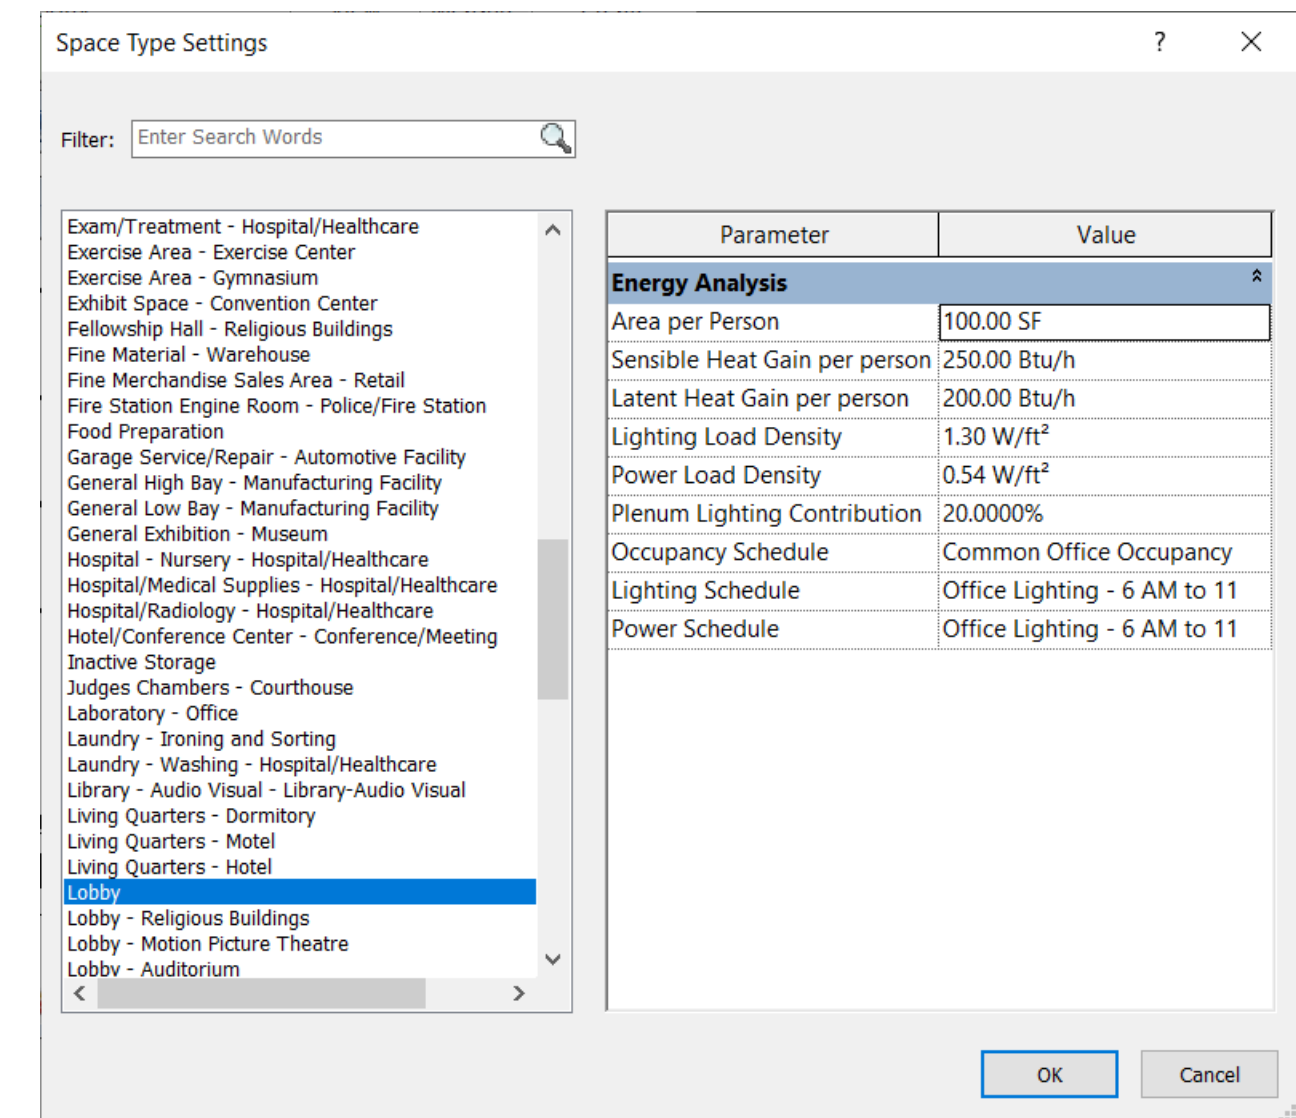 Space Type Settings
?
Filter:
Enter Search Words
Exam/Treatment - Hospital/Healthcare
Exercise Area - Exercise Center
Exercise Area - Gymnasium
Exhibit Space - Convention Center
Fellowship Hall - Religious Buildings
Fine Material - Warehouse
Fine Merchandise Sales Area - Retail
Fire Station Engine Room - Police/Fire Station
Food Preparation
Garage Service/Repair - Automotive Facility
General High Bay - Manufacturing Facility
General Low Bay - Manufacturing Facility
General Exhibition - Museum
Hospital - Nursery - Hospital/Healthcare
Hospital/Medical Supplies - Hospital/Healthcare
Hospital/Radiology - Hospital/Healthcare
Hotel/Conference Center - Conference/Meeting
Inactive Storage
Judges Chambers - Courthouse
Laboratory - Office
Laundry - Ironing and Sorting
Laundry - Washing - Hospital/Healthcare
Library - Audio Visual - Library-Audio Visual
Living Quarters - Dormitory
Living Quarters - Motel
Living Quarters - Hotel
Lobby
Lobby - Religious Buildings
Lobby - Motion Picture Theatre
Lobby - Auditorium
Parameter Value
Energy Analysis
Area per Person 100.00 SF
Sensible Heat Gain per person 250.00 Btu/h
Latent Heat Gain per person 200.00 Btu/h
Lighting Load Density 1.30 W/ft²
Power Load Density 0.54 W/ft²
Plenum Lighting Contribution 20.0000%
Occupancy Schedule Common Office Occupancy
Lighting Schedule Office Lighting - 6 AM to 11
Power Schedule Office Lighting - 6 AM to 11
OK Cancel